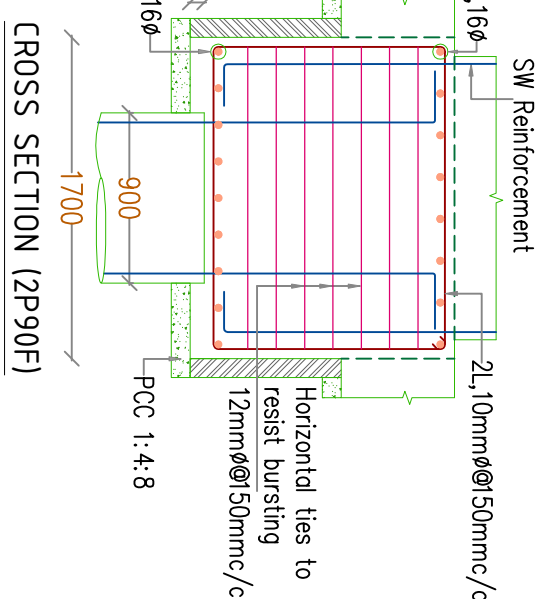 ,16ø
SW Reinforcement
16ø
2L,10mmø@150mmc/c
Horizontal ties to
resist bursting
12mmø@150mmc/c
PCC 1:4:8
900
1700
CROSS SECTION (2P90F)